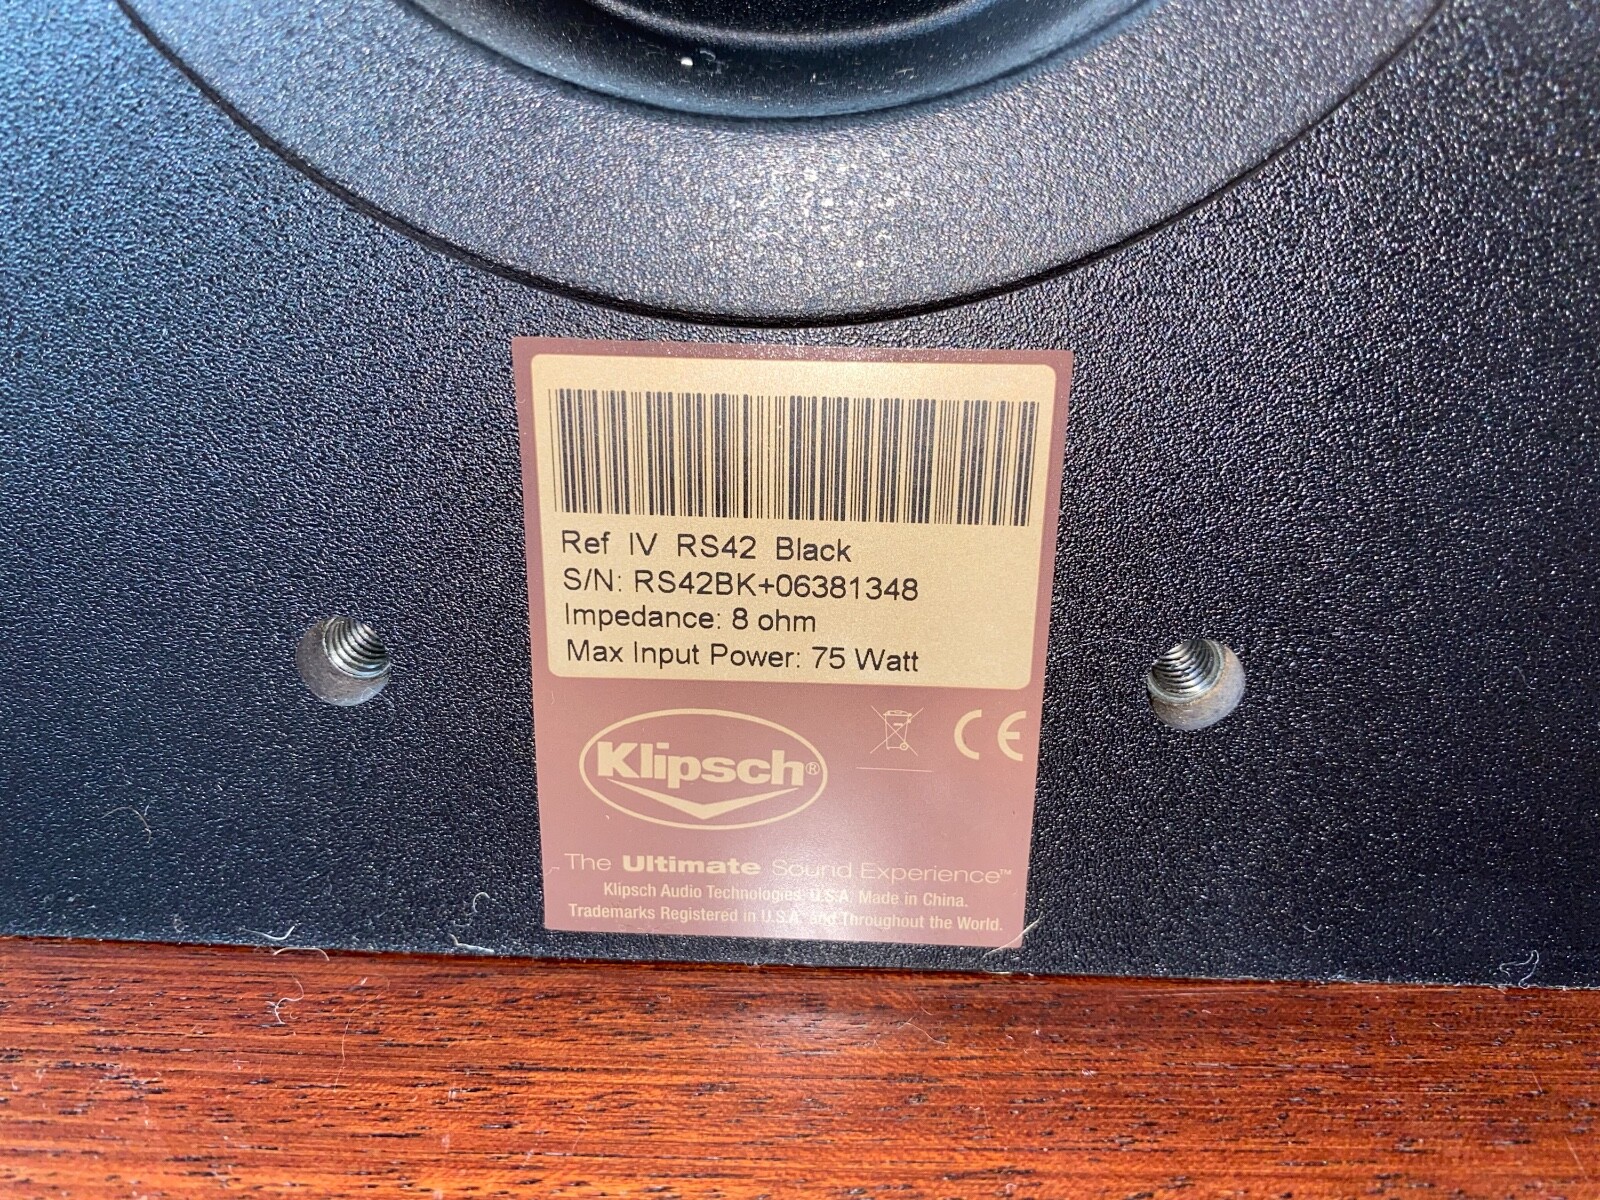 Ref IV RS42 Black
S/N: RS42BK+06381348
Impedance: 8 ohm
Max Input Power: 75 Watt
Klipsch®
CE
The Ultimate Sound Experience™
Klipsch Audio Technologies U.S.A. Made in China.
Trademarks Registered in U.S.A. and Throughout the World.